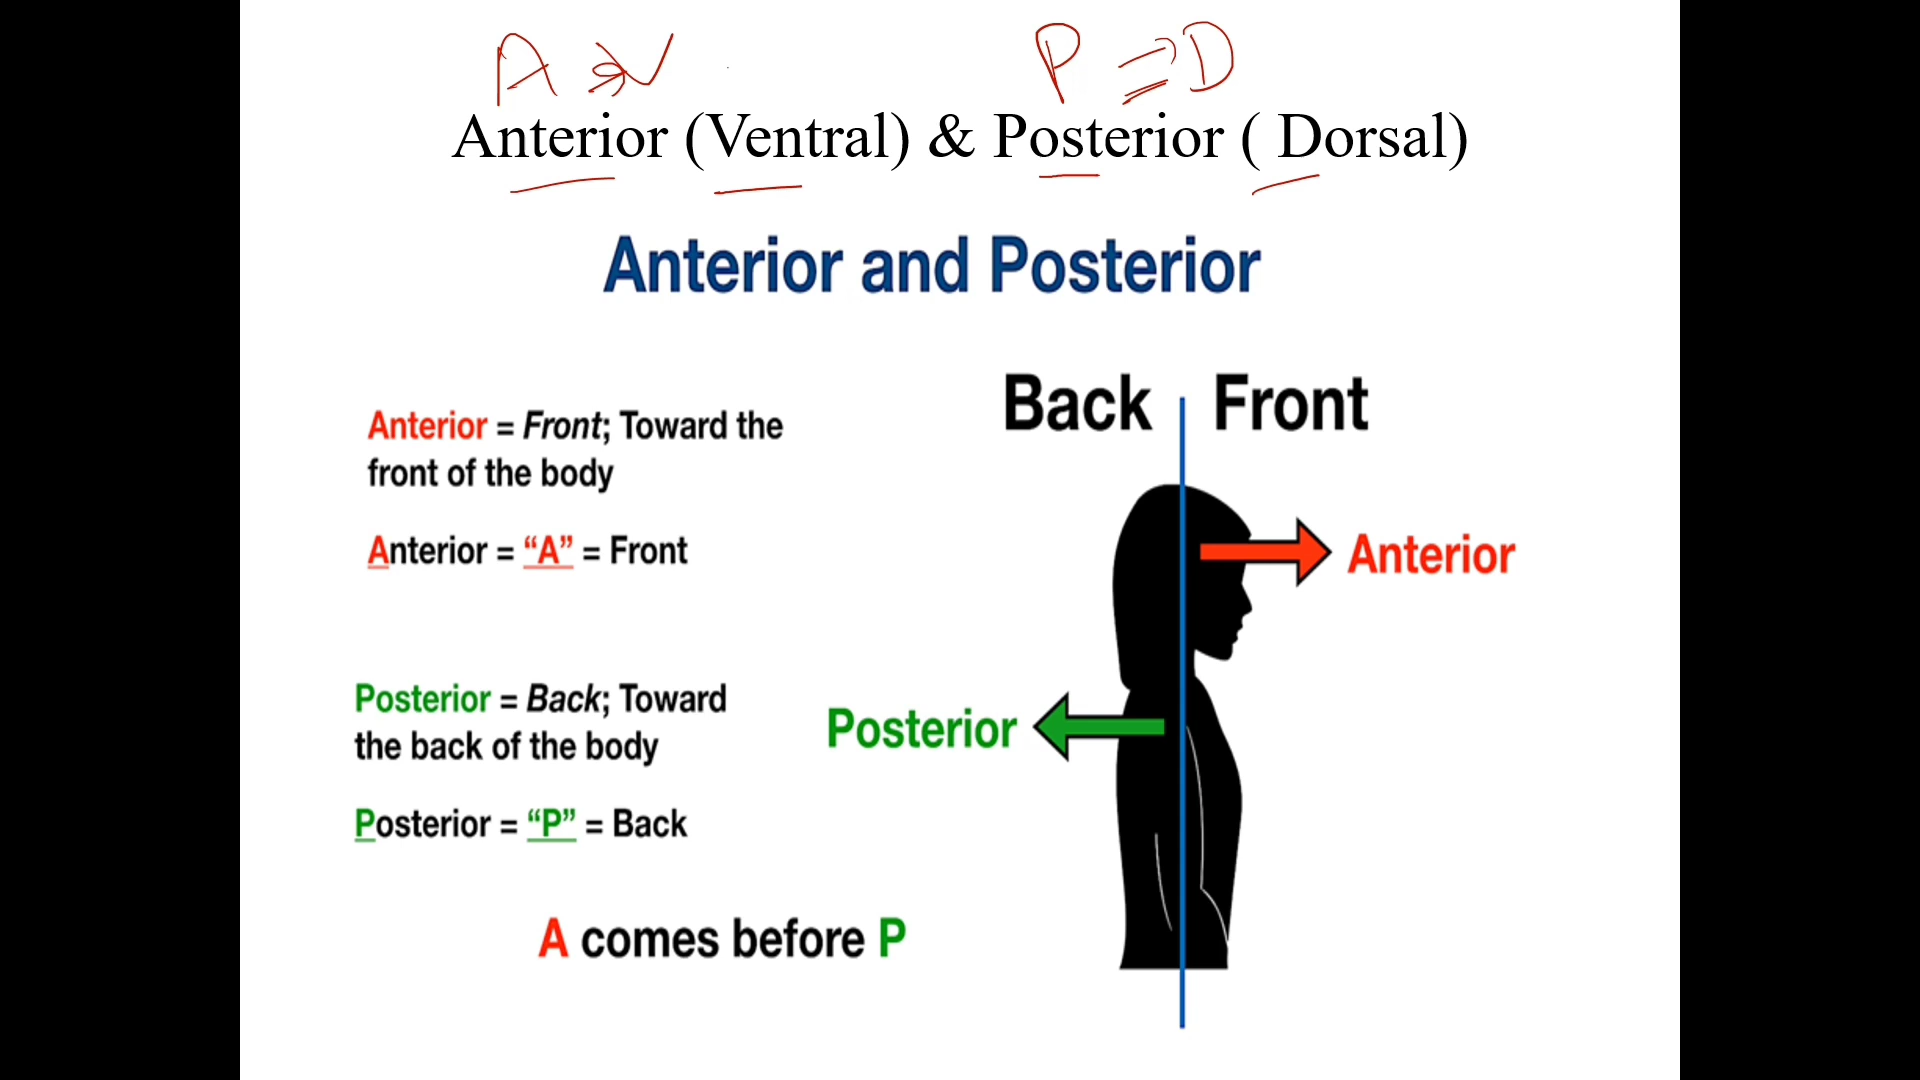 A ⇒ V
P ⇒ D
Anterior (Ventral) & Posterior ( Dorsal)
Anterior and Posterior
Back Front
Anterior = Front; Toward the
front of the body
Anterior = “A” = Front
Anterior
Posterior = Back; Toward
the back of the body
Posterior = “P” = Back
Posterior
A comes before P